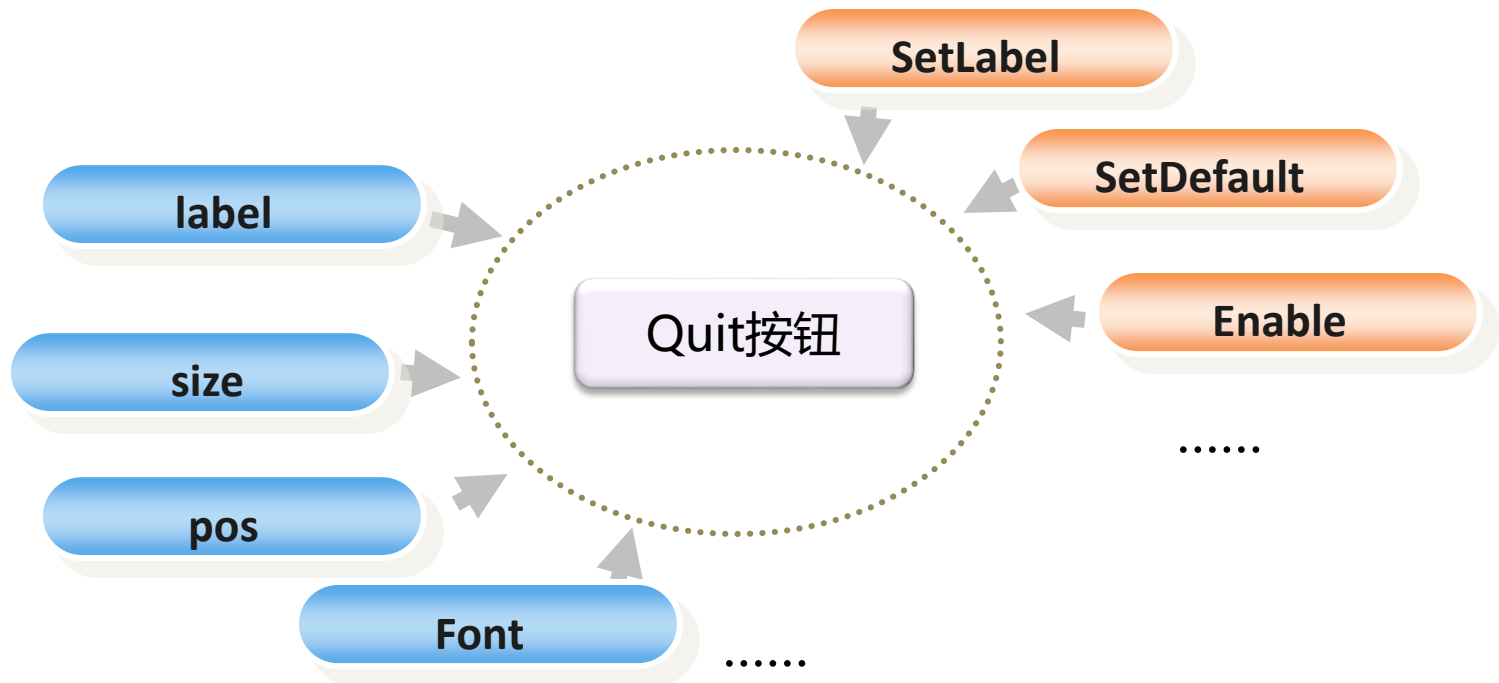 SetLabel
SetDefault
label
Enable
Quit按钮
size
……
pos
Font
……